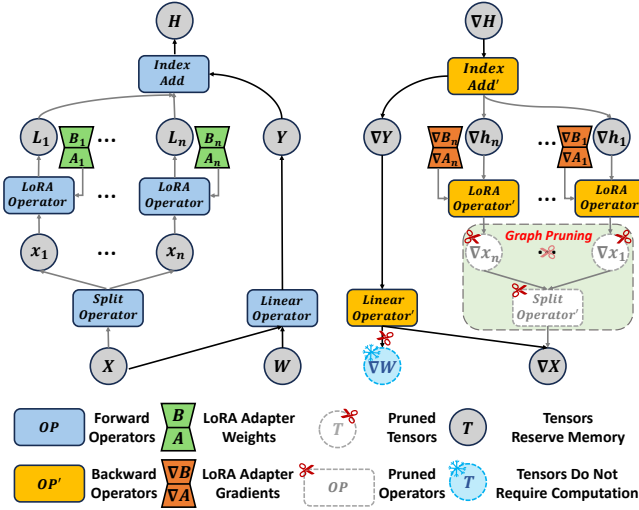 H
Index
Add
L1
B1
A1
...
Ln
Bn
An
Y
LoRA
Operator
LoRA
Operator
x1
...
xn
Split
Operator
Linear
Operator
X
W
∇H
Index
Add′
∇Y
∇Bn
∇An
∇hn
...
∇B1
∇A1
∇h1
LoRA
Operator′
LoRA
Operator
Graph Pruning
∇xn
...
∇x1
Split
Operator′
Linear
Operator′
∇W
∇X
OP
Forward
Operators
B
A
LoRA Adapter
Weights
T
Pruned
Tensors
T
Tensors
Reserve Memory
OP′
Backward
Operators
∇B
∇A
LoRA Adapter
Gradients
OP
Pruned
Operators
T
Tensors Do Not
Require Computation